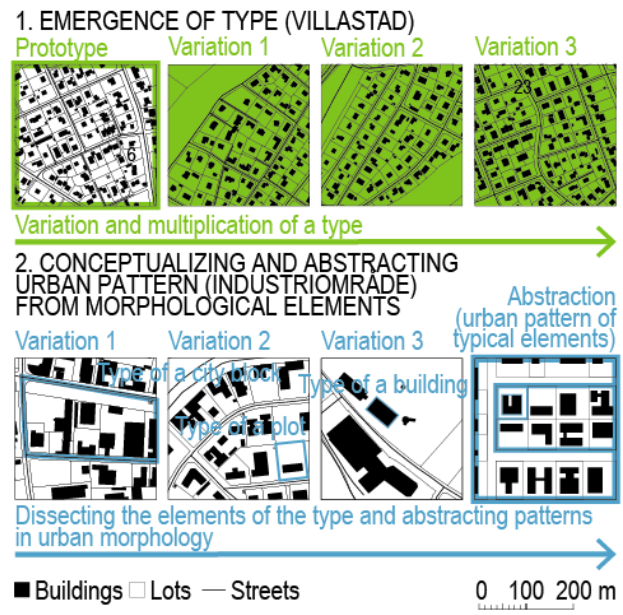 1. EMERGENCE OF TYPE (VILLASTAD)
Prototype Variation 1 Variation 2 Variation 3
6
23
Variation and multiplication of a type
2. CONCEPTUALIZING AND ABSTRACTING
URBAN PATTERN (INDUSTRIOMRÅDE)
FROM MORPHOLOGICAL ELEMENTS
Abstraction
(urban pattern of
typical elements)
Variation 1 Variation 2 Variation 3
Type of a city block
Type of a building
Type of a plot
Dissecting the elements of the type and abstracting patterns
in urban morphology
Buildings Lots Streets
0 100 200 m